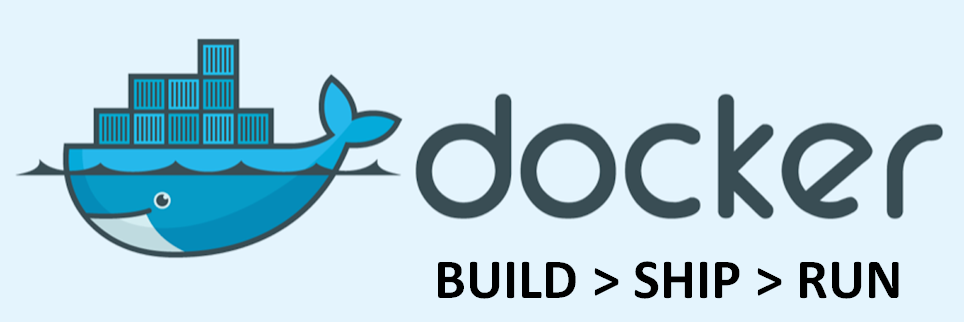 docker
BUILD > SHIP > RUN